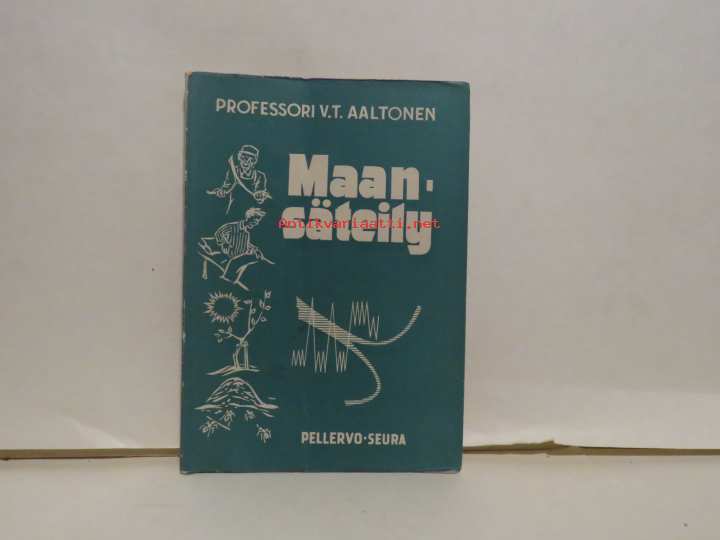 PROFESSORI V.T. AALTONEN
Maan-
säteily
Antikvariaatti.net
PELLERVO-SEURA